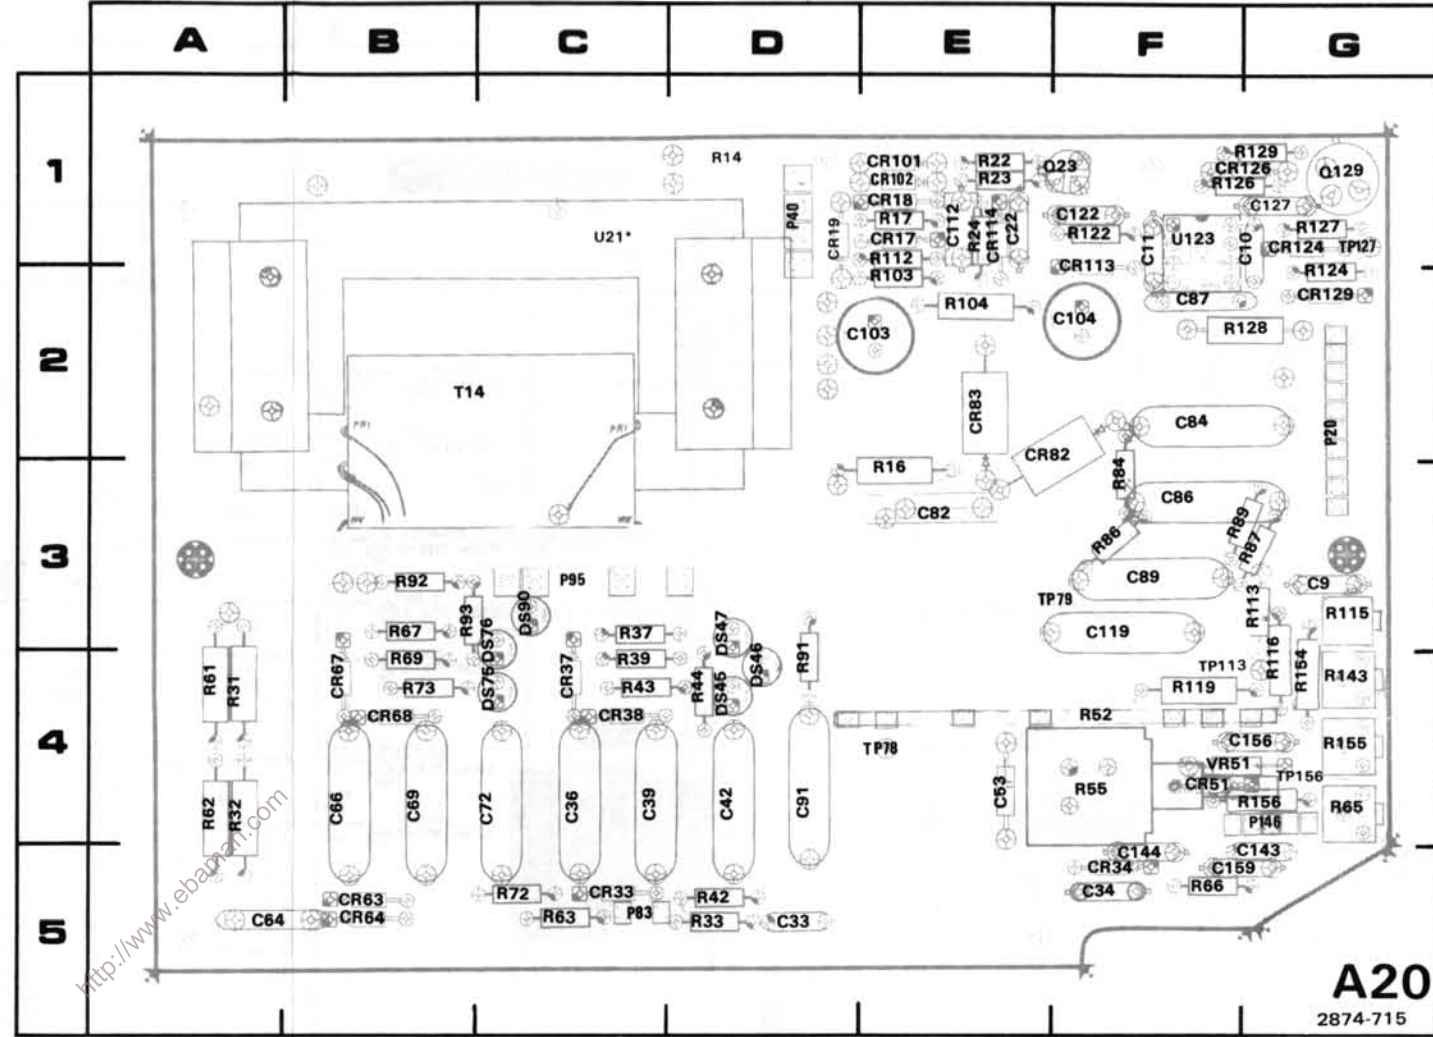 A B C D E F G
1
R14
CR101 R22 Q23 R129
CR102 R23 CR126 Q129
R126
CR18 C127
P40 R17 C112 R24 CR114 C22 C122
CR19 R122 C11 U123 C10 R127
U21* CR17 CR124 TP127
R112 CR113
R103 R124
CR129
R104 C87
C103 C104 R128
2
T14 CR83 C84 P20
PR1 PR1
CR82
R16 R84
C86
C82 R89
R86 R87
3
R92 P95 C89 C9
TP79
R93 DS90 R113 R115
R67 DS76 R37 DS47 C119
R69 R39 DS46 R91 R116
R61 R31 CR67 R73 DS75 CR37 R43 R44 DS45 TP113 R154 R143
R119
CR68 CR38 R52
4
TP78 C156 R155
VR51
TP156
R62 R32 C66 C69 C72 C36 C39 C42 C91 C53 R55 CR51
R156 R65
P146
C144 C143
CR34 C159
R72 CR33 R42 C34 R66
CR63
5
C64 CR64 R63 P83 R33 C33
http://www.ebaman.com
A20
2874-715